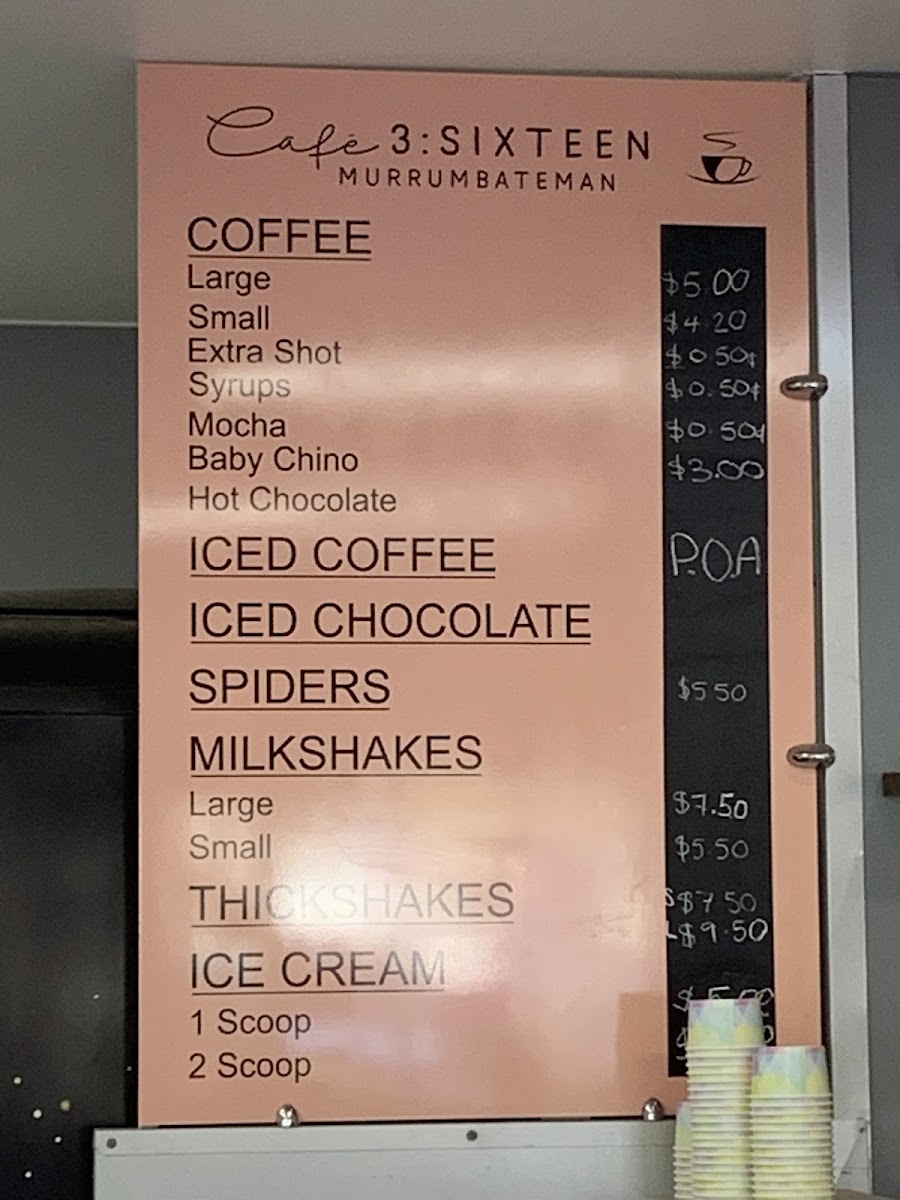 Café 3:SIXTEEN
MURRUMBATEMAN
COFFEE
Large $5.00
Small $4.20
Extra Shot $0.50¢
Syrups $0.50¢
Mocha $0.50¢
Baby Chino $3.00
Hot Chocolate
ICED COFFEE P.O.A
ICED CHOCOLATE
SPIDERS $5 50
MILKSHAKES
Large $7.50
Small $5 50
THICKSHAKES S $7 50
L $9.50
ICE CREAM
1 Scoop
2 Scoop